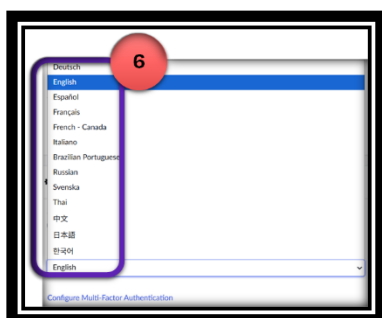 6
Deutsch
English
Español
Français
French - Canada
Italiano
Brazilian Portuguese
Russian
Svenska
Thai
中文
日本語
한국어
English
Configure Multi-Factor Authentication